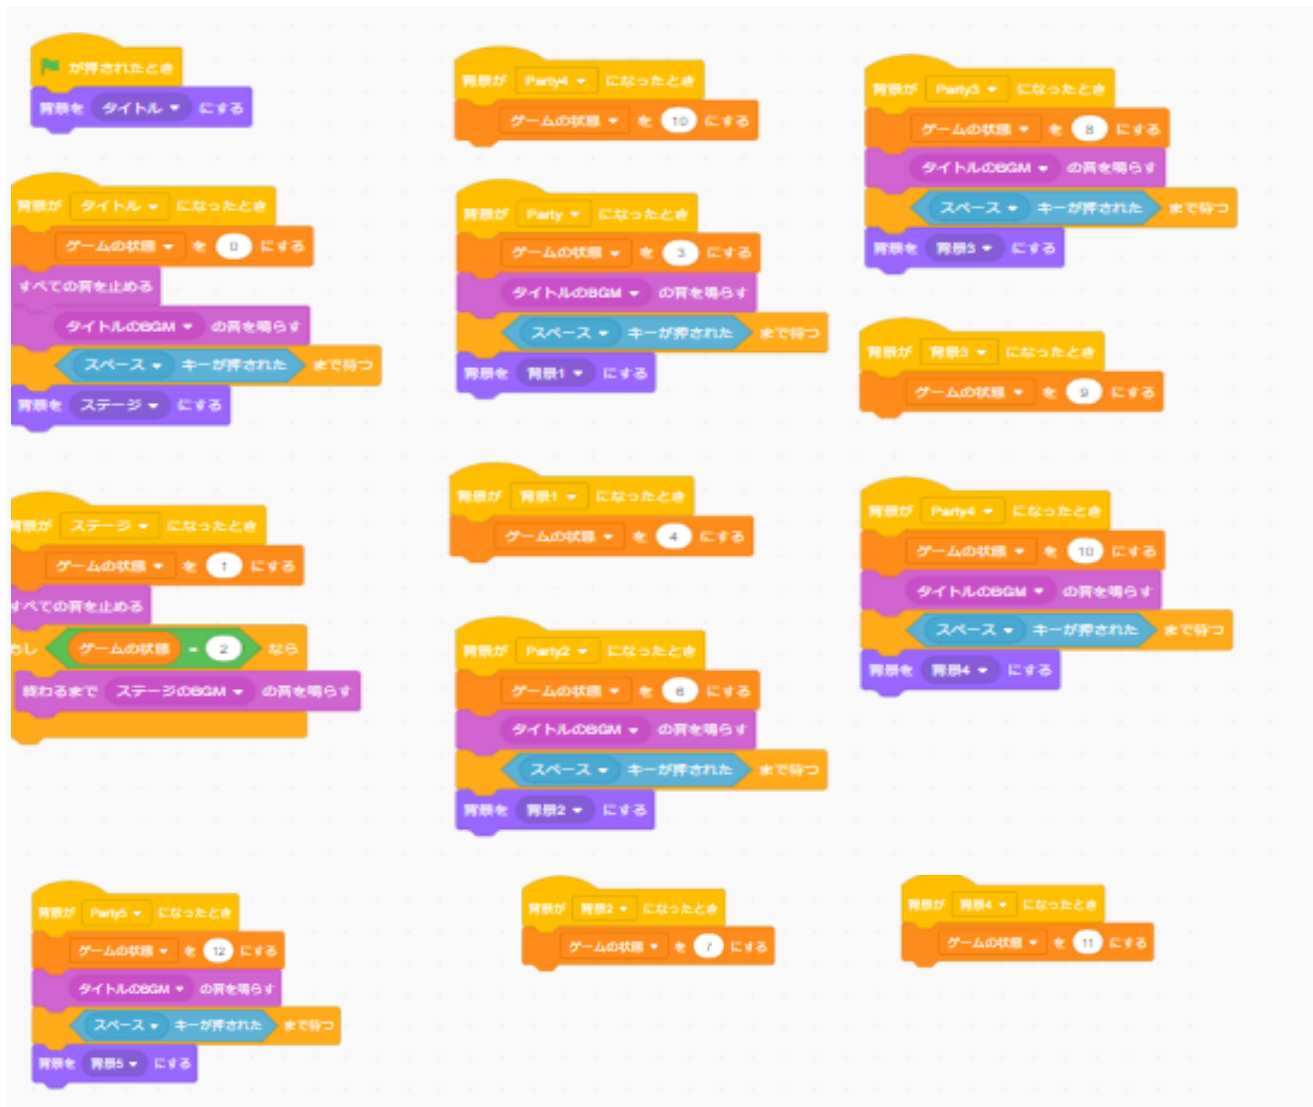 が押されたとき
背景を タイトル にする
背景が タイトル になったとき
ゲームの状態 を 0 にする
すべての音を止める
タイトルのBGM の音を鳴らす
スペース キーが押された まで待つ
背景を ステージ にする
背景が ステージ になったとき
ゲームの状態 を 1 にする
すべての音を止める
もし ゲームの状態 = 2 なら
終わるまで ステージのBGM の音を鳴らす
背景が Party5 になったとき
ゲームの状態 を 12 にする
タイトルのBGM の音を鳴らす
スペース キーが押された まで待つ
背景を 背景5 にする
背景が Party4 になったとき
ゲームの状態 を 10 にする
背景が Party になったとき
ゲームの状態 を 3 にする
タイトルのBGM の音を鳴らす
スペース キーが押された まで待つ
背景を 背景1 にする
背景が 背景1 になったとき
ゲームの状態 を 4 にする
背景が Party2 になったとき
ゲームの状態 を 6 にする
タイトルのBGM の音を鳴らす
スペース キーが押された まで待つ
背景を 背景2 にする
背景が 背景2 になったとき
ゲームの状態 を 7 にする
背景が Party3 になったとき
ゲームの状態 を 8 にする
タイトルのBGM の音を鳴らす
スペース キーが押された まで待つ
背景を 背景3 にする
背景が 背景3 になったとき
ゲームの状態 を 9 にする
背景が Party4 になったとき
ゲームの状態 を 10 にする
タイトルのBGM の音を鳴らす
スペース キーが押された まで待つ
背景を 背景4 にする
背景が 背景4 になったとき
ゲームの状態 を 11 にする